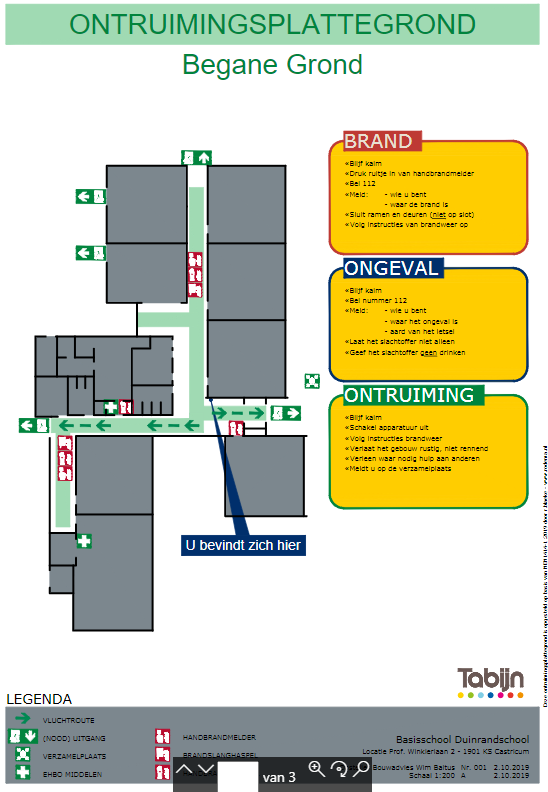 ONTRUIMINGSPLATTEGROND
Begane Grond
BRAND
«Blijf kalm
«Druk ruitje in van handbrandmelder
«Bel 112
«Meld: - wie u bent
- waar de brand is
«Sluit ramen en deuren (niet op slot)
«Volg instructies van brandweer op
ONGEVAL
«Blijf kalm
«Bel nummer 112
«Meld: - wie u bent
- waar het ongeval is
- aard van het letsel
«Laat het slachtoffer niet alleen
«Geef het slachtoffer geen drinken
ONTRUIMING
«Blijf kalm
«Schakel apparatuur uit
«Volg instructies brandweer
«Verlaat het gebouw rustig, niet rennend
«Verleen waar nodig hulp aan anderen
«Meldt u op de verzamelplaats
U bevindt zich hier
Tabijn
LEGENDA
VLUCHTROUTE
(NOOD) UITGANG
VERZAMELPLAATS
EHBO MIDDELEN
HANDBRANDMELDER
BRANDSLANGHASPEL
Basisschool Duinrandschool
Locatie Prof. Winklerlaan 2 - 1901 KS Castricum
Bouwadvies Wim Baltus Nr. 001 2.10.2019
Schaal 1:200 A 2.10.2019
van 3